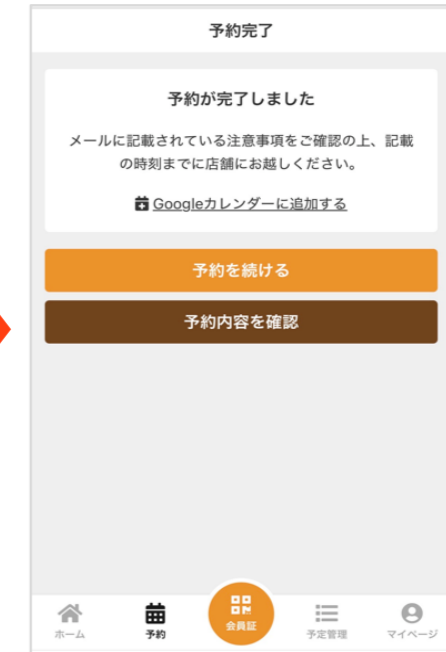 予約完了
予約が完了しました
メールに記載されている注意事項をご確認の上、記載
の時刻までに店舗にお越しください。
Googleカレンダーに追加する
予約を続ける
予約内容を確認
ホーム
予約
会員証
予定管理
マイページ